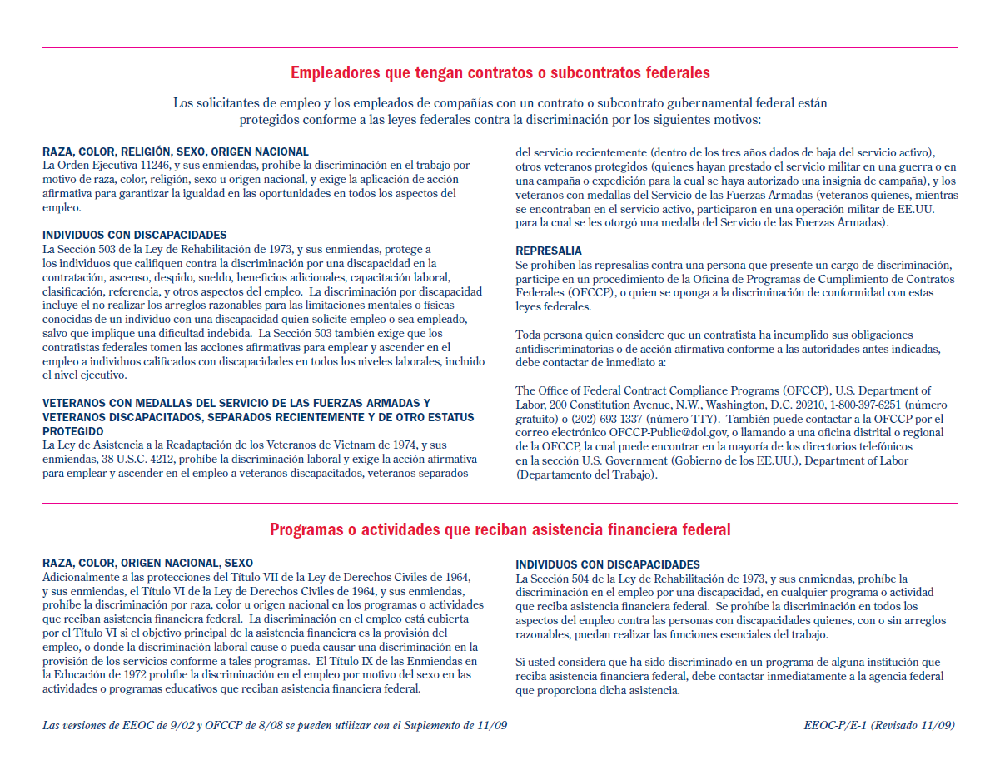 Empleadores que tengan contratos o subcontratos federales
Los solicitantes de empleo y los empleados de compañías con un contrato o subcontrato gubernamental federal están
protegidos conforme a las leyes federales contra la discriminación por los siguientes motivos:
RAZA, COLOR, RELIGIÓN, SEXO, ORIGEN NACIONAL
La Orden Ejecutiva 11246, y sus enmiendas, prohíbe la discriminación en el trabajo por
motivo de raza, color, religión, sexo u origen nacional, y exige la aplicación de acción
afirmativa para garantizar la igualdad en las oportunidades en todos los aspectos del
empleo.
INDIVIDUOS CON DISCAPACIDADES
La Sección 503 de la Ley de Rehabilitación de 1973, y sus enmiendas, protege a
los individuos que califiquen contra la discriminación por una discapacidad en la
contratación, ascenso, despido, sueldo, beneficios adicionales, capacitación laboral,
clasificación, referencia, y otros aspectos del empleo.  La discriminación por discapacidad
incluye el no realizar los arreglos razonables para las limitaciones mentales o físicas
conocidas de un individuo con una discapacidad quien solicite empleo o sea empleado,
salvo que implique una dificultad indebida.  La Sección 503 también exige que los
contratistas federales tomen las acciones afirmativas para emplear y ascender en el
empleo a individuos calificados con discapacidades en todos los niveles laborales, incluido
el nivel ejecutivo.
VETERANOS CON MEDALLAS DEL SERVICIO DE LAS FUERZAS ARMADAS Y
VETERANOS DISCAPACITADOS, SEPARADOS RECIENTEMENTE Y DE OTRO ESTATUS
PROTEGIDO
La Ley de Asistencia a la Readaptación de los Veteranos de Vietnam de 1974, y sus
enmiendas, 38 U.S.C. 4212, prohíbe la discriminación laboral y exige la acción afirmativa
para emplear y ascender en el empleo a veteranos discapacitados, veteranos separados
del servicio recientemente (dentro de los tres años dados de baja del servicio activo),
otros veteranos protegidos (quienes hayan prestado el servicio militar en una guerra o en
una campaña o expedición para la cual se haya autorizado una insignia de campaña), y los
veteranos con medallas del Servicio de las Fuerzas Armadas (veteranos quienes, mientras
se encontraban en el servicio activo, participaron en una operación militar de EE.UU.
para la cual se les otorgó una medalla del Servicio de las Fuerzas Armadas).
REPRESALIA
Se prohíben las represalias contra una persona que presente un cargo de discriminación,
participe en un procedimiento de la Oficina de Programas de Cumplimiento de Contratos
Federales (OFCCP), o quien se oponga a la discriminación de conformidad con estas
leyes federales.
Toda persona quien considere que un contratista ha incumplido sus obligaciones
antidiscriminatorias o de acción afirmativa conforme a las autoridades antes indicadas,
debe contactar de inmediato a:
The Office of Federal Contract Compliance Programs (OFCCP), U.S. Department of
Labor, 200 Constitution Avenue, N.W., Washington, D.C. 20210, 1-800-397-6251 (número
gratuito) o (202) 693-1337 (número TTY).  También puede contactar a la OFCCP por el
correo electrónico OFCCP-Public@dol.gov, o llamando a una oficina distrital o regional
de la OFCCP, la cual puede encontrar en la mayoría de los directorios telefónicos
en la sección U.S. Government (Gobierno de los EE.UU.), Department of Labor
(Departamento del Trabajo).
Programas o actividades que reciban asistencia financiera federal
RAZA, COLOR, ORIGEN NACIONAL, SEXO
Adicionalmente a las protecciones del Título VII de la Ley de Derechos Civiles de 1964,
y sus enmiendas, el Título VI de la Ley de Derechos Civiles de 1964, y sus enmiendas,
prohíbe la discriminación por raza, color u origen nacional en los programas o actividades
que reciban asistencia financiera federal.  La discriminación en el empleo está cubierta
por el Título VI si el objetivo principal de la asistencia financiera es la provisión del
empleo, o donde la discriminación laboral cause o pueda causar una discriminación en la
provisión de los servicios conforme a tales programas.  El Título IX de las Enmiendas en
la Educación de 1972 prohíbe la discriminación en el empleo por motivo del sexo en las
actividades o programas educativos que reciban asistencia financiera federal.
INDIVIDUOS CON DISCAPACIDADES
La Sección 504 de la Ley de Rehabilitación de 1973, y sus enmiendas, prohíbe la
discriminación en el empleo por una discapacidad, en cualquier programa o actividad
que reciba asistencia financiera federal.  Se prohíbe la discriminación en todos los
aspectos del empleo contra las personas con discapacidades quienes, con o sin arreglos
razonables, puedan realizar las funciones esenciales del trabajo.
Si usted considera que ha sido discriminado en un programa de alguna institución que
reciba asistencia financiera federal, debe contactar inmediatamente a la agencia federal
que proporciona dicha asistencia.
Las versiones de EEOC de 9/02 y OFCCP de 8/08 se pueden utilizar con el Suplemento de 11/09
EEOC-P/E-1 (Revisado 11/09)